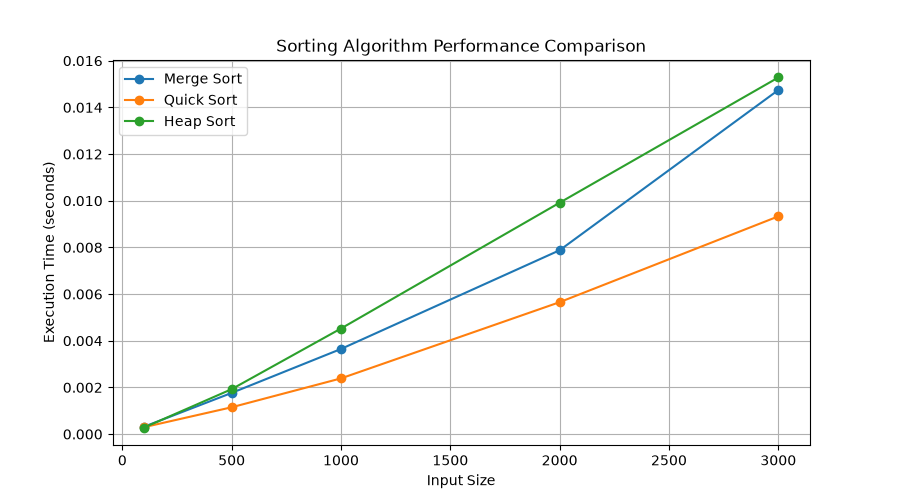 Sorting Algorithm Performance Comparison
0.016
0.014
0.012
0.010
0.008
0.006
0.004
0.002
0.000
Execution Time (seconds)
Merge Sort
Quick Sort
Heap Sort
0 500 1000 1500 2000 2500 3000
Input Size